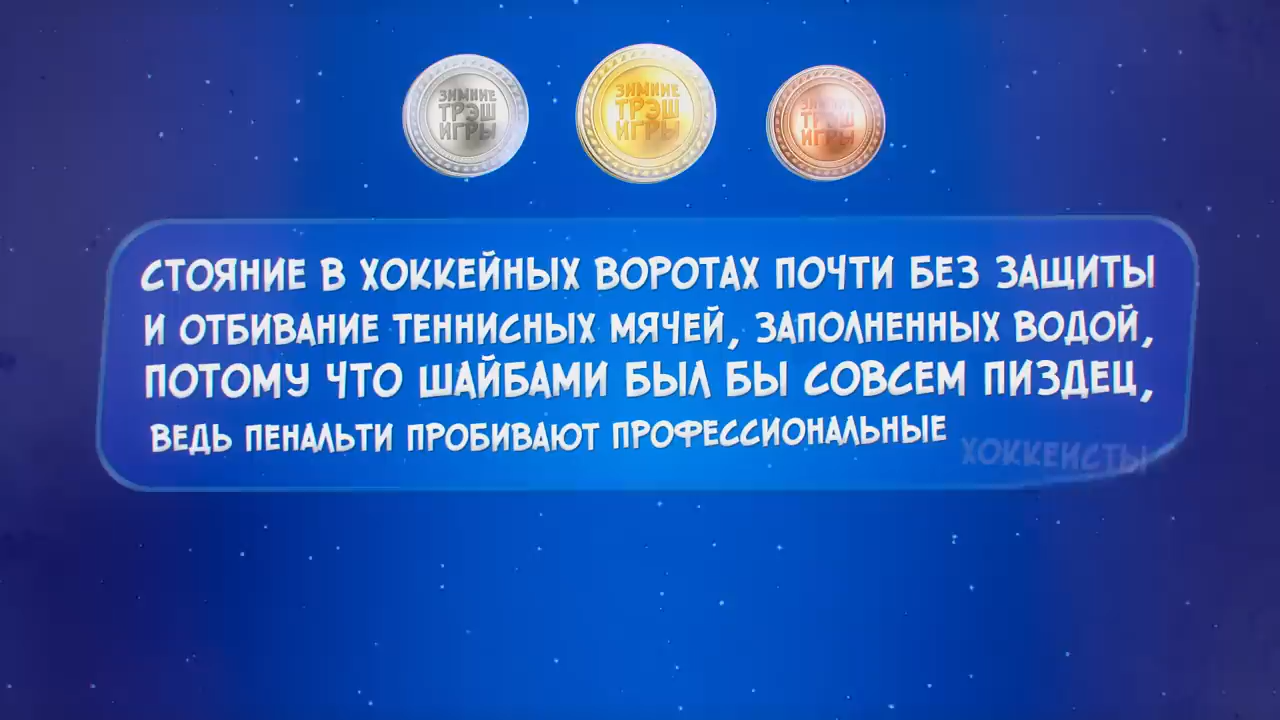 ЗИМНИЕ
ТРЭШ
ИГРЫ
ЗИМНИЕ
ТРЭШ
ИГРЫ
ЗИМНИЕ
ТРЭШ
ИГРЫ
СТОЯНИЕ В ХОККЕЙНЫХ ВОРОТАХ ПОЧТИ БЕЗ ЗАЩИТЫ
И ОТБИВАНИЕ ТЕННИСНЫХ МЯЧЕЙ, ЗАПОЛНЕННЫХ ВОДОЙ,
ПОТОМУ ЧТО ШАЙБАМИ БЫЛ БЫ СОВСЕМ ПИЗДЕЦ,
ВЕДЬ ПЕНАЛЬТИ ПРОБИВАЮТ ПРОФЕССИОНАЛЬНЫЕ ХОККЕИСТЫ